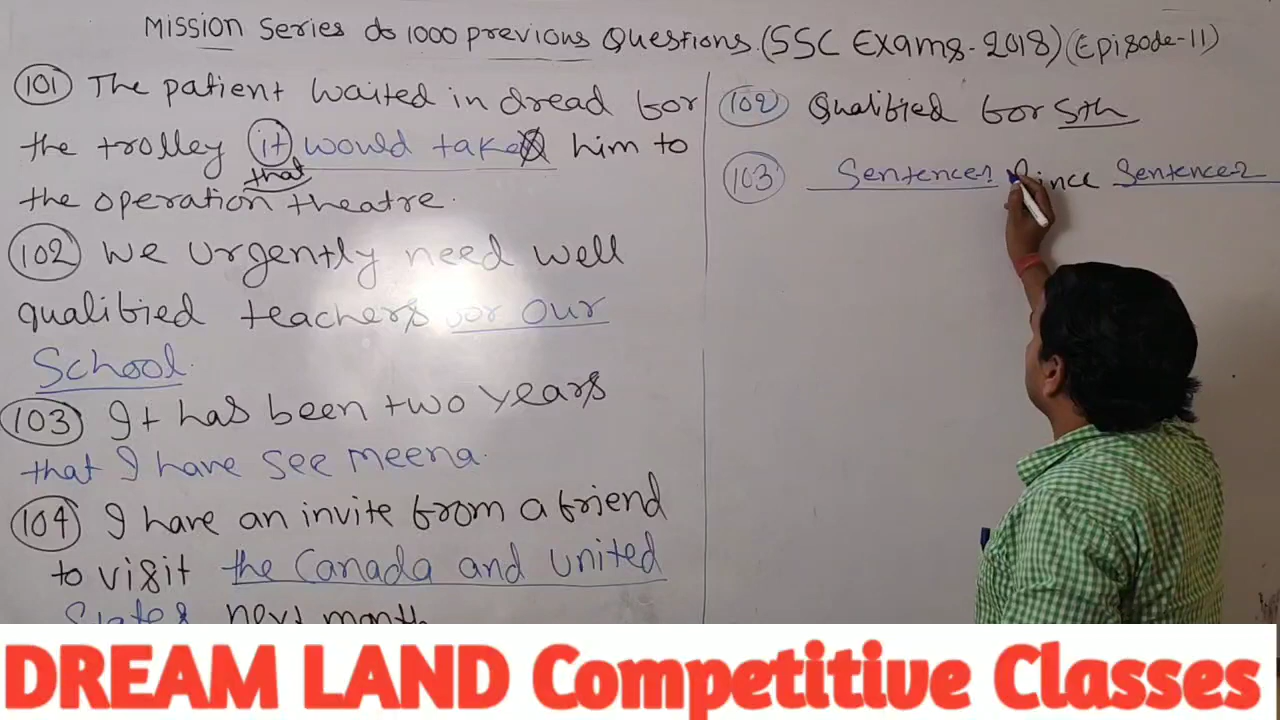 Mission Series of 1000 previous Questions. (SSC Exams-2018) (Episode-11)
101 The patient waited in dread for
the trolley it would take him to
that
the operation theatre.
102 We urgently need well
qualified teachers for our
School.
103 It has been two years
that I have see meena.
104 I have an invite from a friend
to visit the Canada and united
States next month
102 Qualified for Sth
103 Sentence1 Since Sentence2
DREAM LAND Competitive Classes